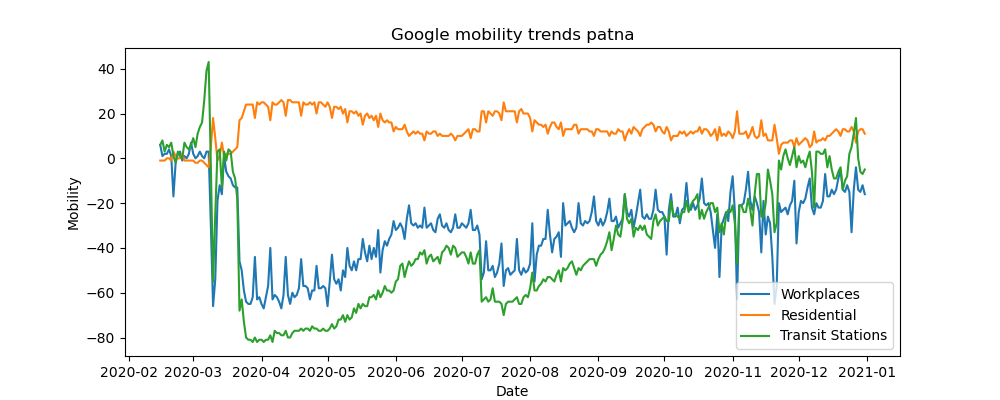 Google mobility trends patna
Mobility
40
20
0
−20
−40
−60
−80
Workplaces
Residential
Transit Stations
2020-02 2020-03 2020-04 2020-05 2020-06 2020-07 2020-08 2020-09 2020-10 2020-11 2020-12 2021-01
Date